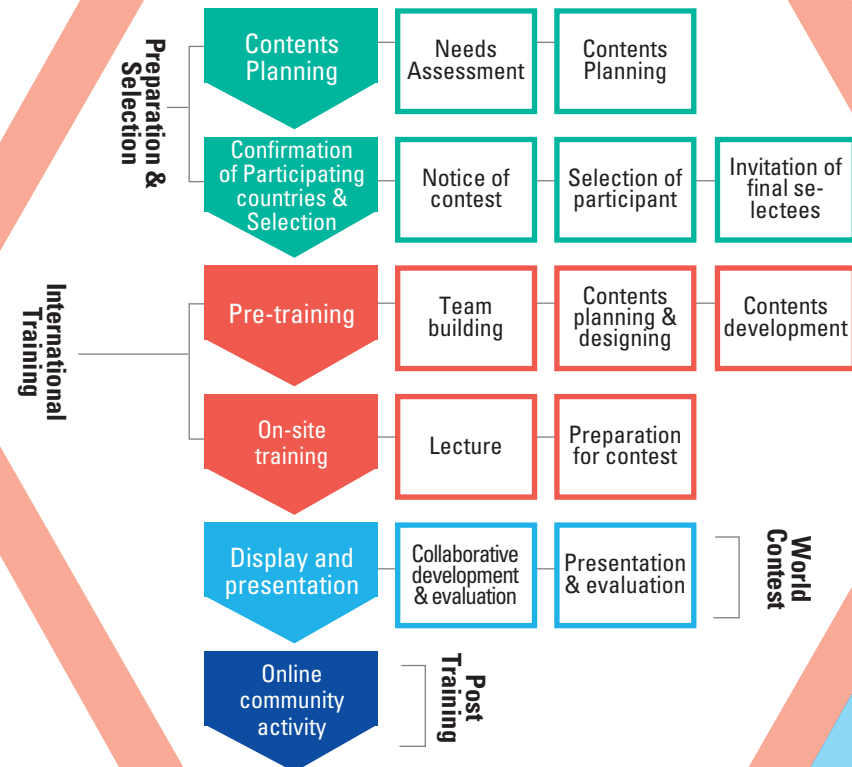 Preparation &
Selection
Contents
Planning
Needs
Assessment
Contents
Planning
Confirmation
of Participating
countries &
Selection
Notice of
contest
Selection of
participant
Invitation of
final se-
lectees
International
Training
Pre-training
Team
building
Contents
planning &
designing
Contents
development
On-site
training
Lecture
Preparation
for contest
Display and
presentation
Collaborative
development
& evaluation
Presentation
& evaluation
World
Contest
Online
community
activity
Post
Training